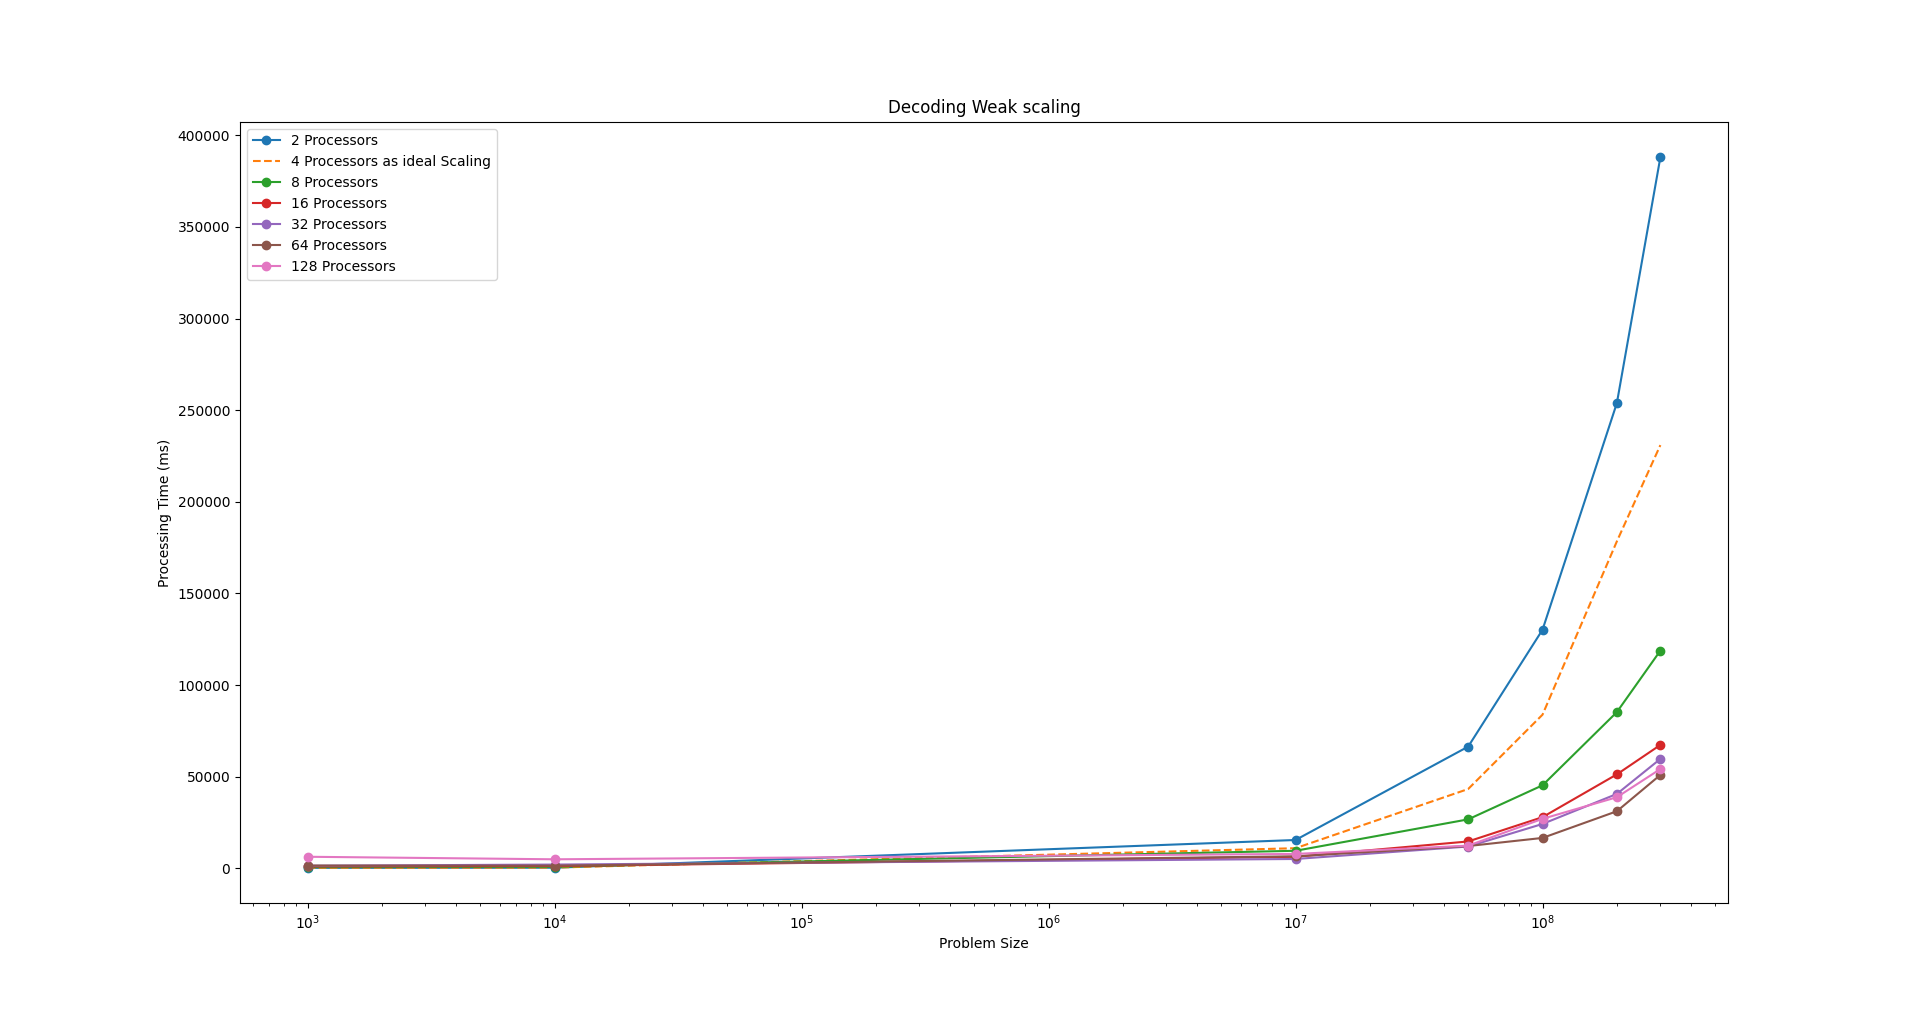 Decoding Weak scaling
2 Processors
4 Processors as ideal Scaling
8 Processors
16 Processors
32 Processors
64 Processors
128 Processors
Processing Time (ms)
400000
350000
300000
250000
200000
150000
100000
50000
0
10³ 10⁴ 10⁵ 10⁶ 10⁷ 10⁸
Problem Size